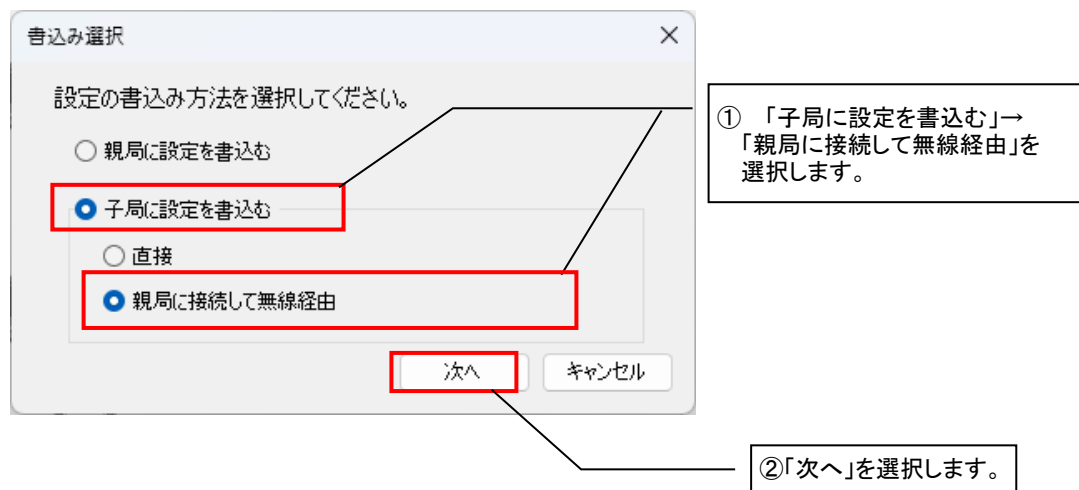 書込み選択
設定の書込み方法を選択してください。
親局に設定を書込む
子局に設定を書込む
直接
親局に接続して無線経由
次へ
キャンセル
① 「子局に設定を書込む」→
「親局に接続して無線経由」を
選択します。
②「次へ」を選択します。